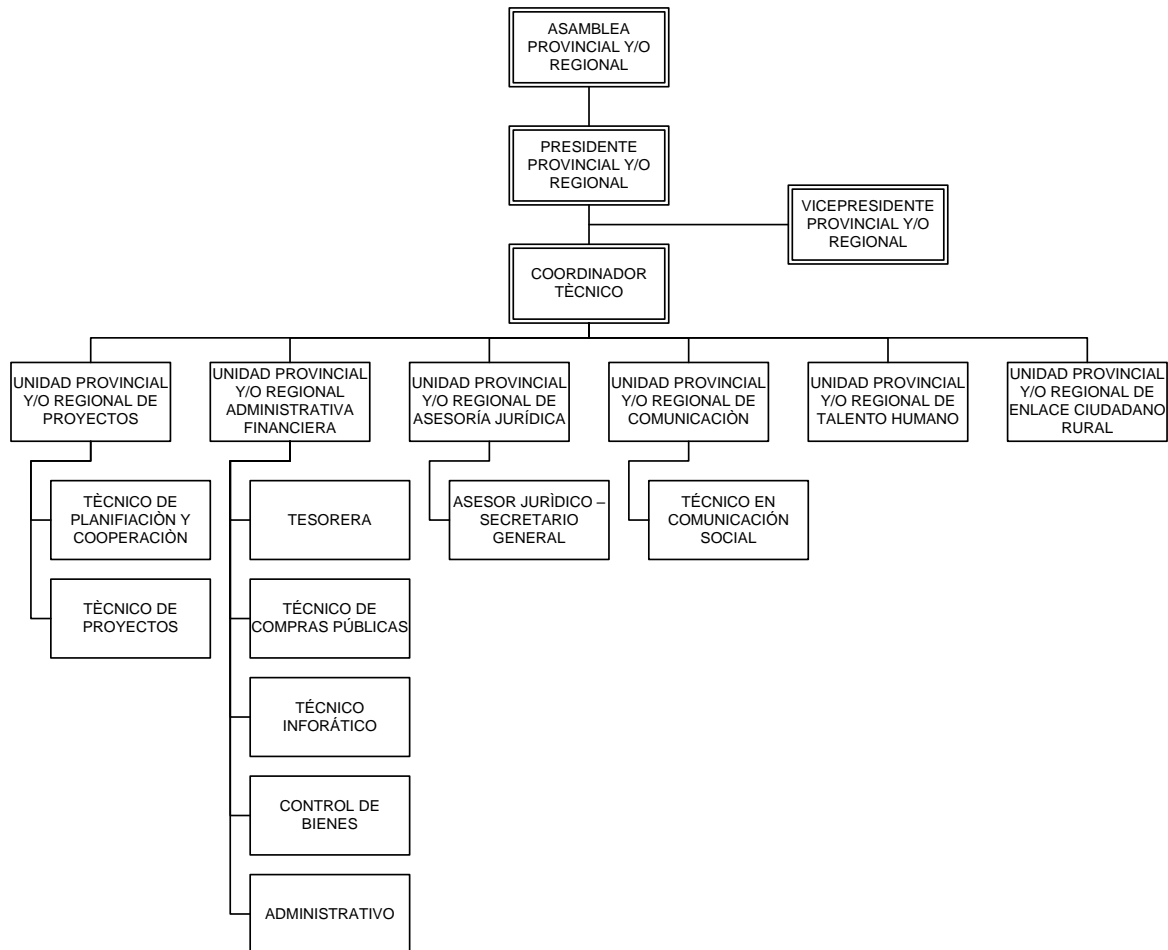 ASAMBLEA
PROVINCIAL Y/O
REGIONAL
PRESIDENTE
PROVINCIAL Y/O
REGIONAL
VICEPRESIDENTE
PROVINCIAL Y/O
REGIONAL
COORDINADOR
TÈCNICO
UNIDAD PROVINCIAL
Y/O REGIONAL DE
PROYECTOS
UNIDAD PROVINCIAL
Y/O REGIONAL
ADMINISTRATIVA
FINANCIERA
UNIDAD PROVINCIAL
Y/O REGIONAL DE
ASESORÍA JURÍDICA
UNIDAD PROVINCIAL
Y/O REGIONAL DE
COMUNICACIÒN
UNIDAD PROVINCIAL
Y/O REGIONAL DE
TALENTO HUMANO
UNIDAD PROVINCIAL
Y/O REGIONAL DE
ENLACE CIUDADANO
RURAL
TÈCNICO DE
PLANIFIACIÒN Y
COOPERACIÒN
TÈCNICO DE
PROYECTOS
TESORERA
TÉCNICO DE
COMPRAS PÚBLICAS
TÉCNICO
INFORÁTICO
CONTROL DE
BIENES
ADMINISTRATIVO
ASESOR JURÌDICO –
SECRETARIO
GENERAL
TÉCNICO EN
COMUNICACIÓN
SOCIAL